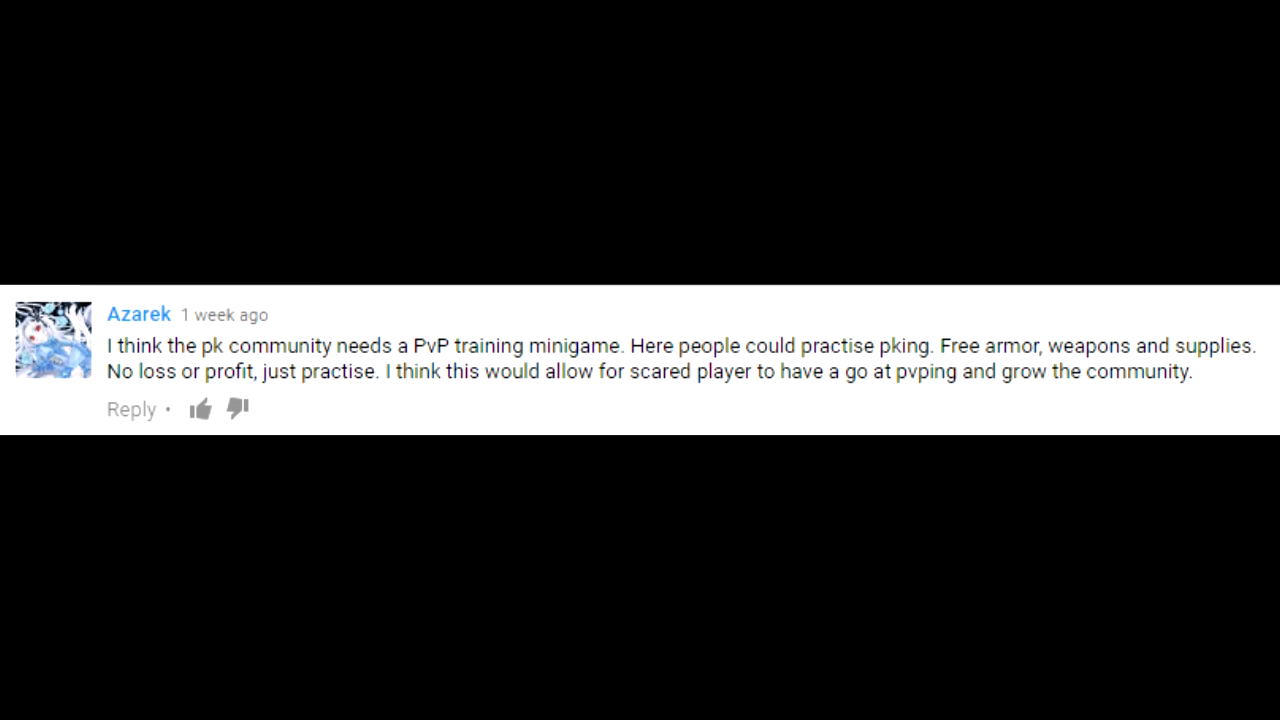 Azarek 1 week ago
I think the pk community needs a PvP training minigame. Here people could practise pking. Free armor, weapons and supplies.
No loss or profit, just practise. I think this would allow for scared player to have a go at pvping and grow the community.
Reply •